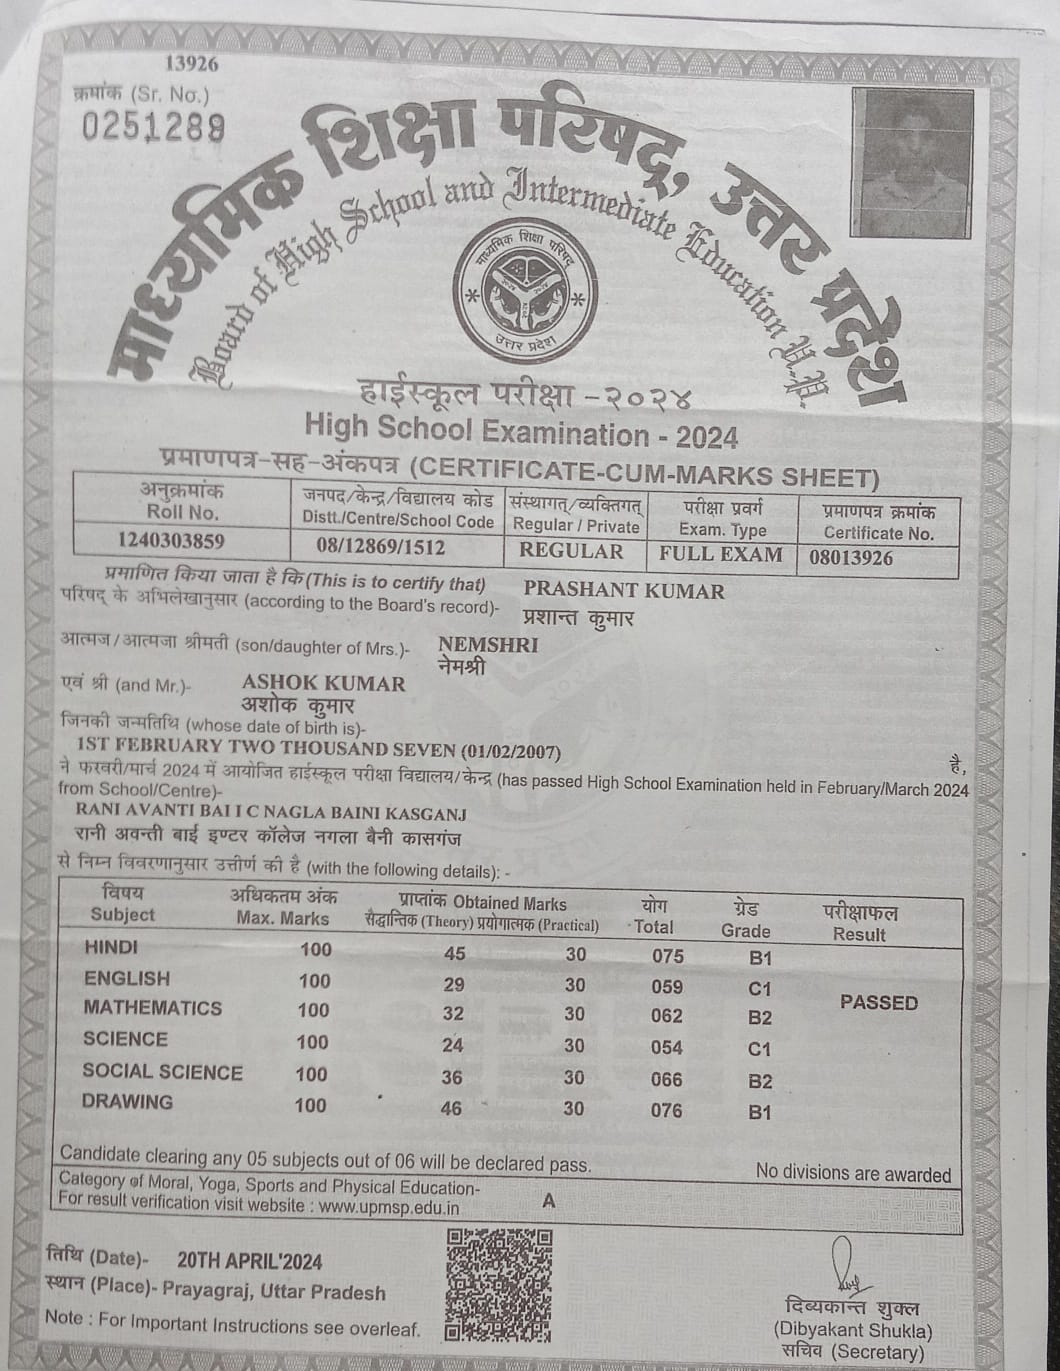 13926
क्रमांक (Sr. No.)
0251289
माध्यमिक शिक्षा परिषद्, उत्तर प्रदेश
Board of High School and Intermediate Education U.P.
माध्यमिक शिक्षा परिषद
उत्तर प्रदेश
हाईस्कूल परीक्षा -२०२४
High School Examination - 2024
प्रमाणपत्र-सह-अंकपत्र (CERTIFICATE-CUM-MARKS SHEET)
अनुक्रमांक जनपद/केन्द्र/विद्यालय कोड संस्थागत्/व्यक्तिगत् परीक्षा प्रवर्ग प्रमाणपत्र क्रमांक
Roll No. Distt./Centre/School Code Regular / Private Exam. Type Certificate No.
1240303859 08/12869/1512 REGULAR FULL EXAM 08013926
प्रमाणित किया जाता है कि(This is to certify that) PRASHANT KUMAR
परिषद् के अभिलेखानुसार (according to the Board's record)- प्रशान्त कुमार
आत्मज/आत्मजा श्रीमती (son/daughter of Mrs.)- NEMSHRI
नेमश्री
एवं श्री (and Mr.)- ASHOK KUMAR
अशोक कुमार
जिनकी जन्मतिथि (whose date of birth is)-
1ST FEBRUARY TWO THOUSAND SEVEN (01/02/2007) है,
ने फरवरी/मार्च 2024 में आयोजित हाईस्कूल परीक्षा विद्यालय/केन्द्र (has passed High School Examination held in February/March 2024
from School/Centre)-
RANI AVANTI BAI I C NAGLA BAINI KASGANJ
रानी अवन्ती बाई इण्टर कॉलेज नगला बैनी कासगंज
से निम्न विवरणानुसार उत्तीर्ण की है (with the following details): -
विषय अधिकतम अंक प्राप्तांक Obtained Marks योग ग्रेड परीक्षाफल
Subject Max. Marks सैद्धान्तिक (Theory) प्रयोगात्मक (Practical) Total Grade Result
HINDI 100 45 30 075 B1
ENGLISH 100 29 30 059 C1 PASSED
MATHEMATICS 100 32 30 062 B2
SCIENCE 100 24 30 054 C1
SOCIAL SCIENCE 100 36 30 066 B2
DRAWING 100 46 30 076 B1
Candidate clearing any 05 subjects out of 06 will be declared pass. No divisions are awarded
Category of Moral, Yoga, Sports and Physical Education- A
For result verification visit website : www.upmsp.edu.in
तिथि (Date)- 20TH APRIL'2024
स्थान (Place)- Prayagraj, Uttar Pradesh
Note : For Important Instructions see overleaf.
दिब्यकान्त शुक्ल
(Dibyakant Shukla)
सचिव (Secretary)